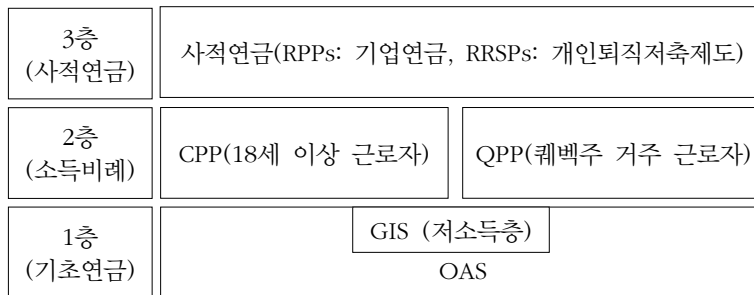 3층
(사적연금)
사적연금(RPPs: 기업연금, RRSPs: 개인퇴직저축제도)
2층
(소득비례)
CPP(18세 이상 근로자)
QPP(퀘벡주 거주 근로자)
1층
(기초연금)
GIS (저소득층)
OAS